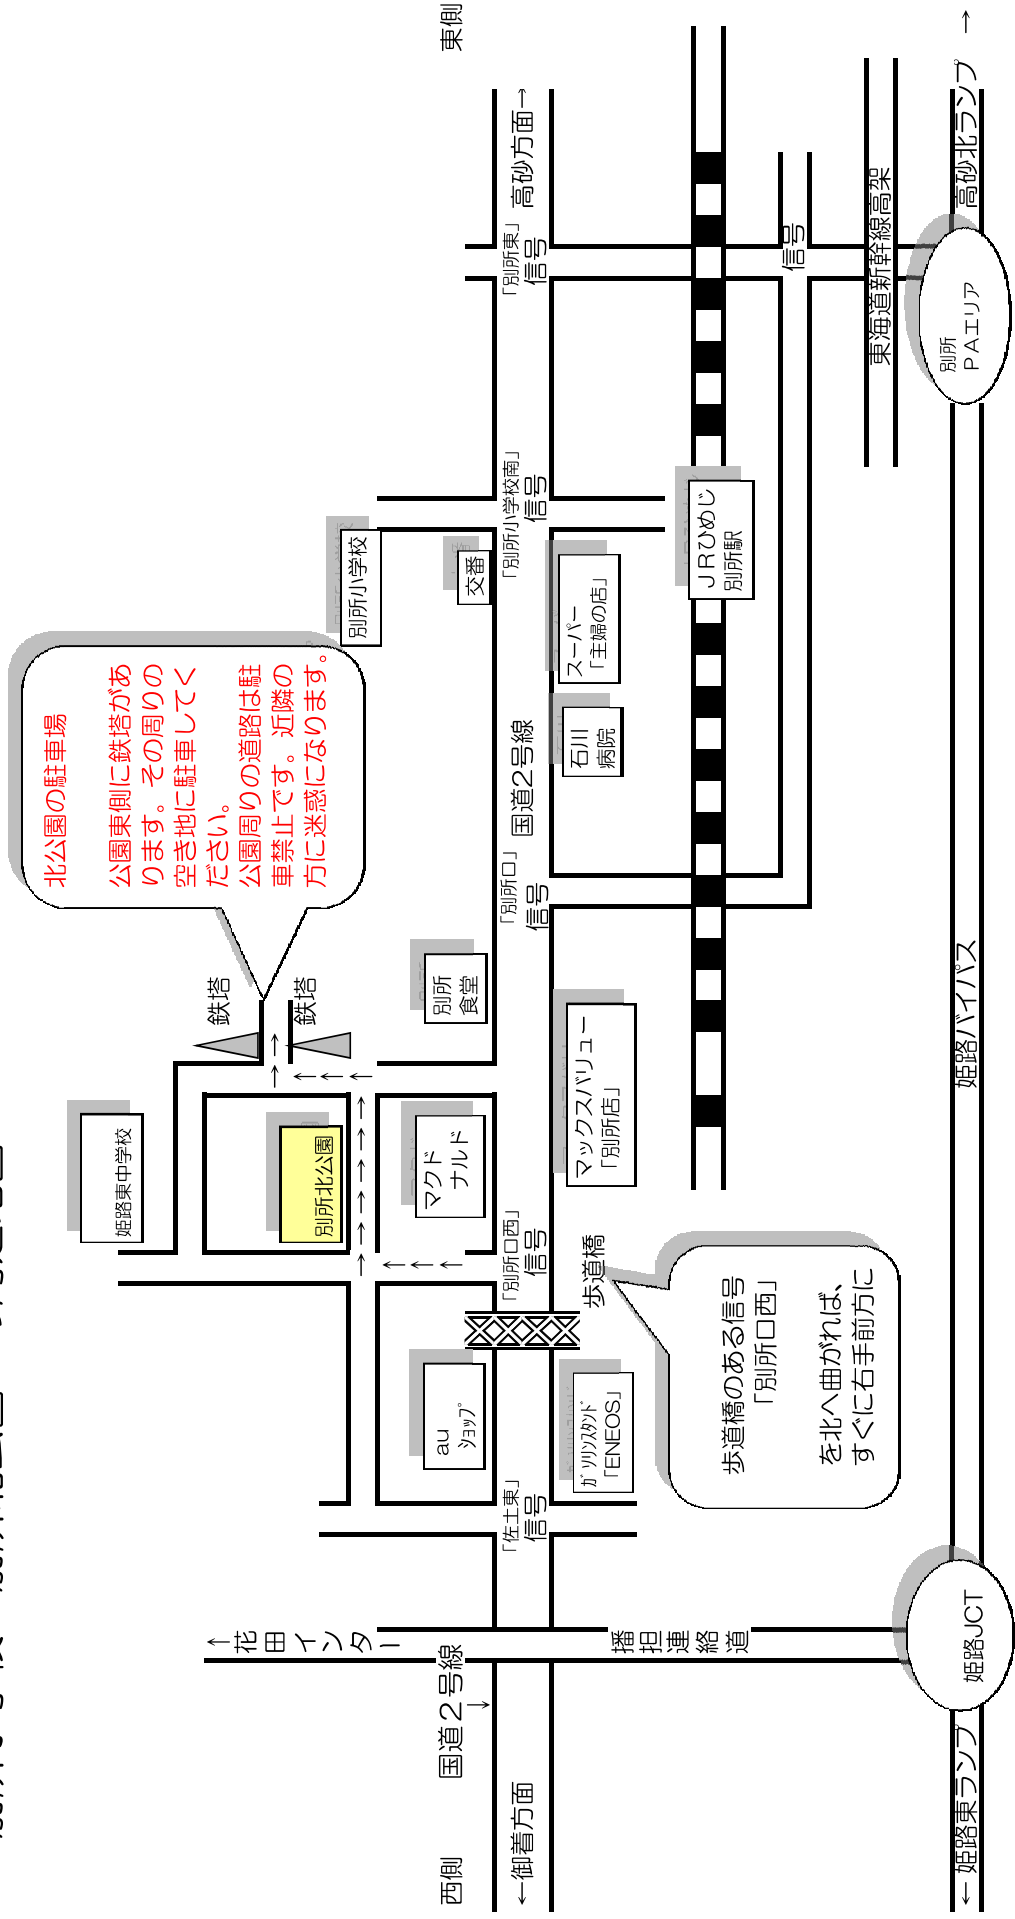 北公園の駐車場
公園東側に鉄塔があ
ります。その周りの
空き地に駐車してく
ださい。
公園周りの道路は駐
車禁止です。近隣の
方に迷惑になります。
姫路東中学校
鉄塔
鉄塔
別所北公園
別所小学校
↑
花田インター
マクド
ナルド
別所
食堂
交番
au
ショップ
西側
国道２号線
↓
東側
←御着方面
「佐土東」
信号
「別所口西」
信号
「別所口」
信号
国道2号線
「別所小学校南」
信号
「別所東」
信号
高砂方面→
ｶﾞｿﾘﾝｽﾀﾝﾄﾞ
「ENEOS」
歩道橋
マックスバリュー
「別所店」
石川
病院
スーパー
「主婦の店」
播担連絡道
ＪＲひめじ
別所駅
信号
歩道橋のある信号
「別所口西」
を北へ曲がれば、
すぐに右手前方に
東海道新幹線高架
別所
ＰＡエリア
←姫路東ランプ
姫路JCT
姫路バイパス
高砂北ランプ　→